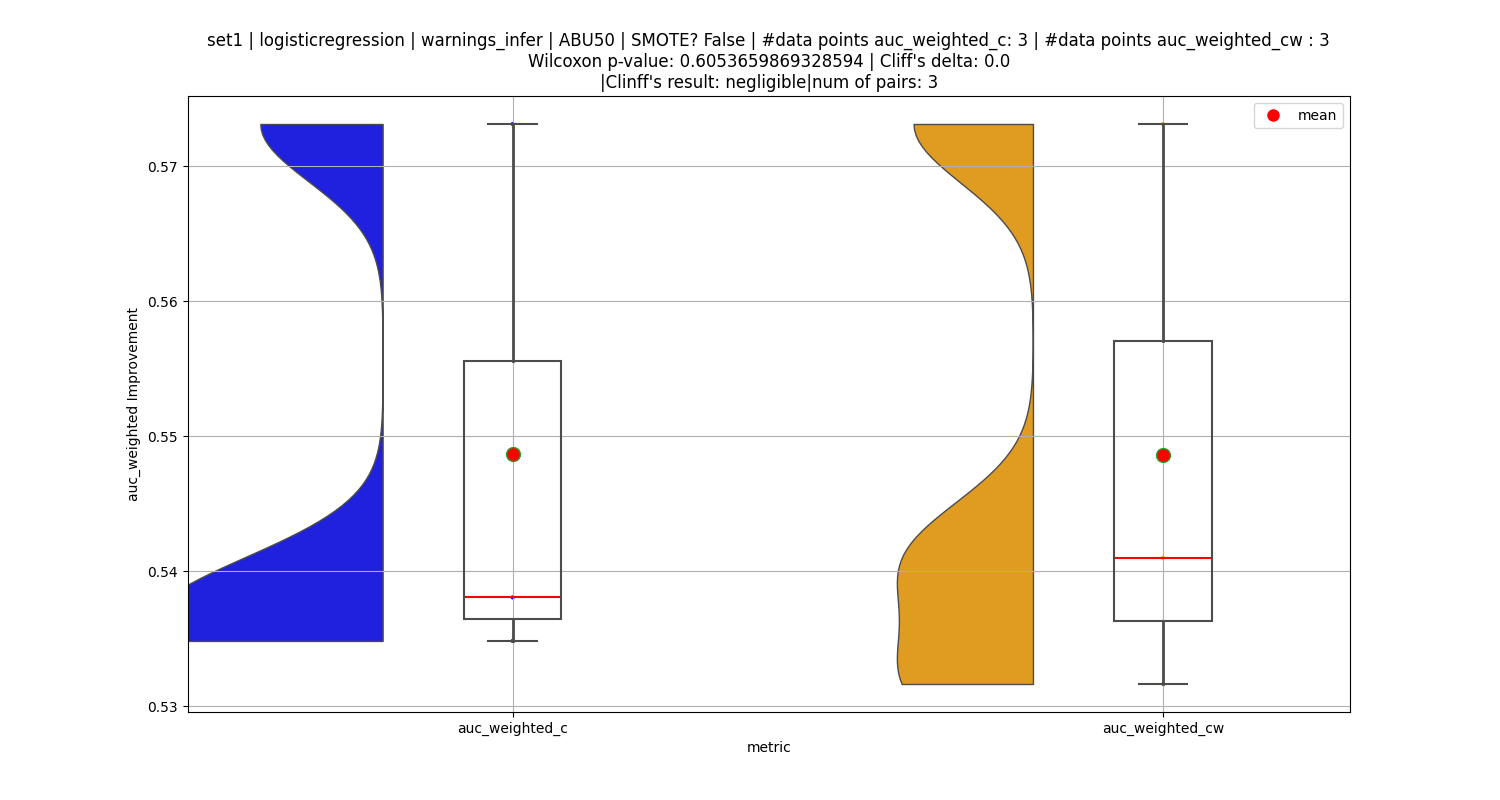 set1 | logisticregression | warnings_infer | ABU50 | SMOTE? False | #data points auc_weighted_c: 3 | #data points auc_weighted_cw : 3
Wilcoxon p-value: 0.6053659869328594 | Cliff's delta: 0.0
|Clinff's result: negligible|num of pairs: 3
mean
0.57
0.56
0.55
0.54
0.53
auc_weighted Improvement
auc_weighted_c
auc_weighted_cw
metric